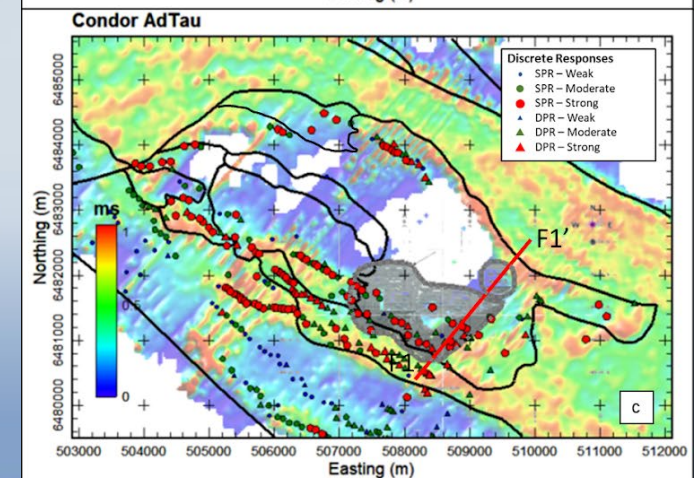 Condor AdTau
Discrete Responses
SPR – Weak
SPR – Moderate
SPR – Strong
DPR – Weak
DPR – Moderate
DPR – Strong
F1’
ms
1
0
c
Northing (m)
6485000
6484000
6483000
6482000
6481000
6480000
503000 504000 505000 506000 507000 508000 509000 510000 511000 512000
Easting (m)